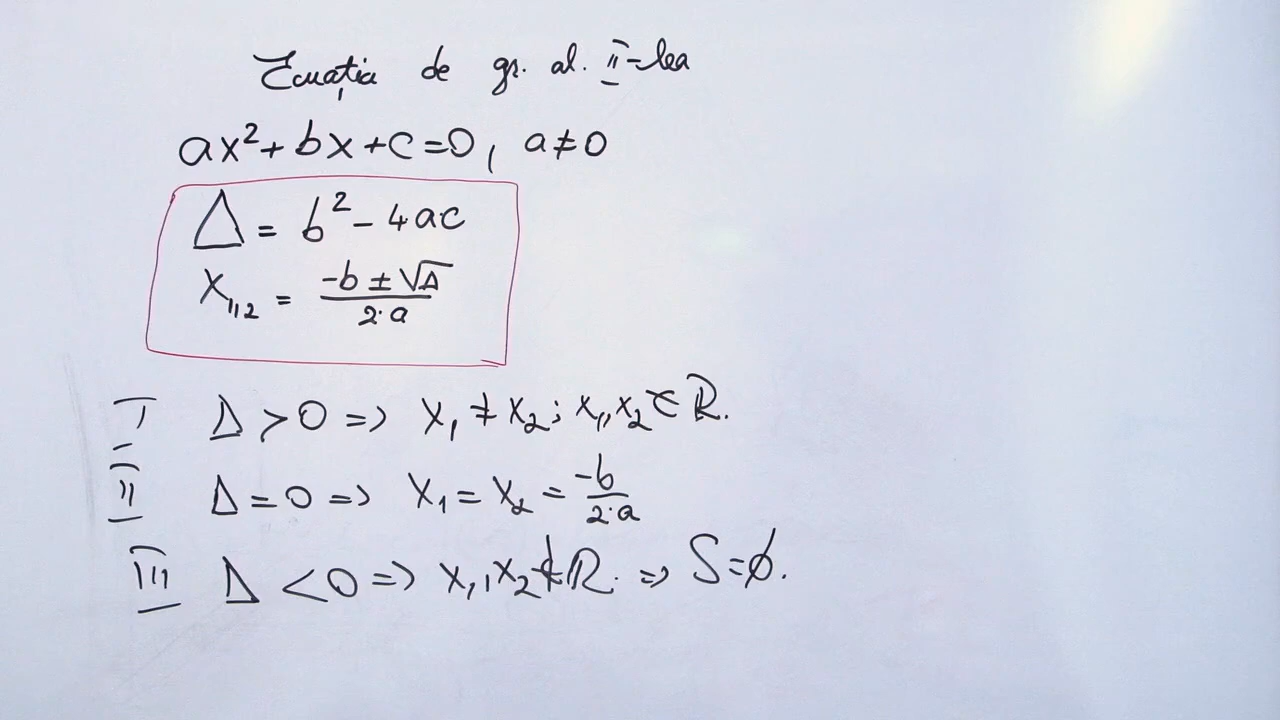 Ecuația de gr. al II-lea
ax² + bx + c = 0, a ≠ 0
Δ = b² - 4ac
x₁,₂ = (-b ± √Δ) / (2·a)
I Δ > 0 => x₁ ≠ x₂; x₁, x₂ ∈ ℝ.
II Δ = 0 => x₁ = x₂ = -b / (2·a)
III Δ < 0 => x₁, x₂ ∉ ℝ. => S = ∅.